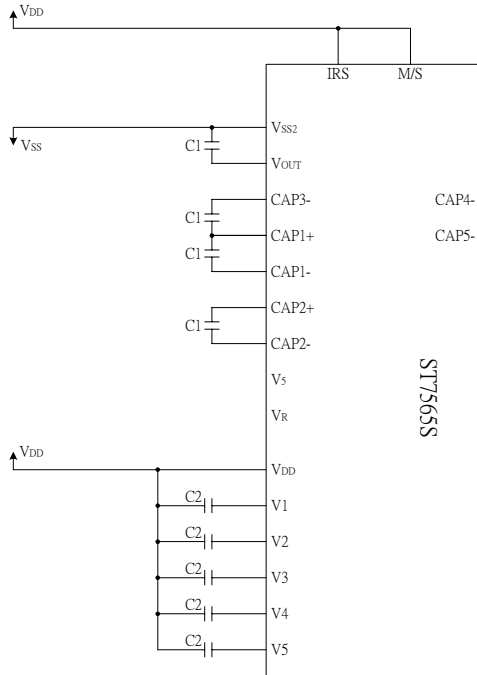 VDD
IRS M/S
VSS
C1
VSS2
VOUT
C1
CAP3-
CAP4-
CAP1+
CAP5-
C1
CAP1-
C1
CAP2+
CAP2-
V5
VR
ST7565S
VDD
VDD
C2
V1
C2
V2
C2
V3
C2
V4
C2
V5